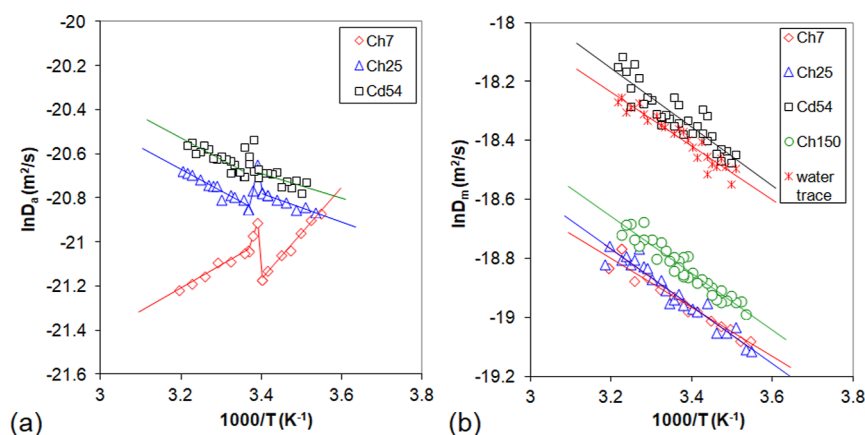 -20
-20.2
-20.4
-20.6
-20.8
-21
-21.2
-21.4
-21.6
lnDa(m²/s)
3
3.2
3.4
3.6
3.8
1000/T (K⁻¹)
Ch7
Ch25
Cd54
(a)
-18
-18.2
-18.4
-18.6
-18.8
-19
-19.2
lnDm(m²/s)
3
3.2
3.4
3.6
3.8
1000/T (K⁻¹)
Ch7
Ch25
Cd54
Ch150
water
trace
(b)